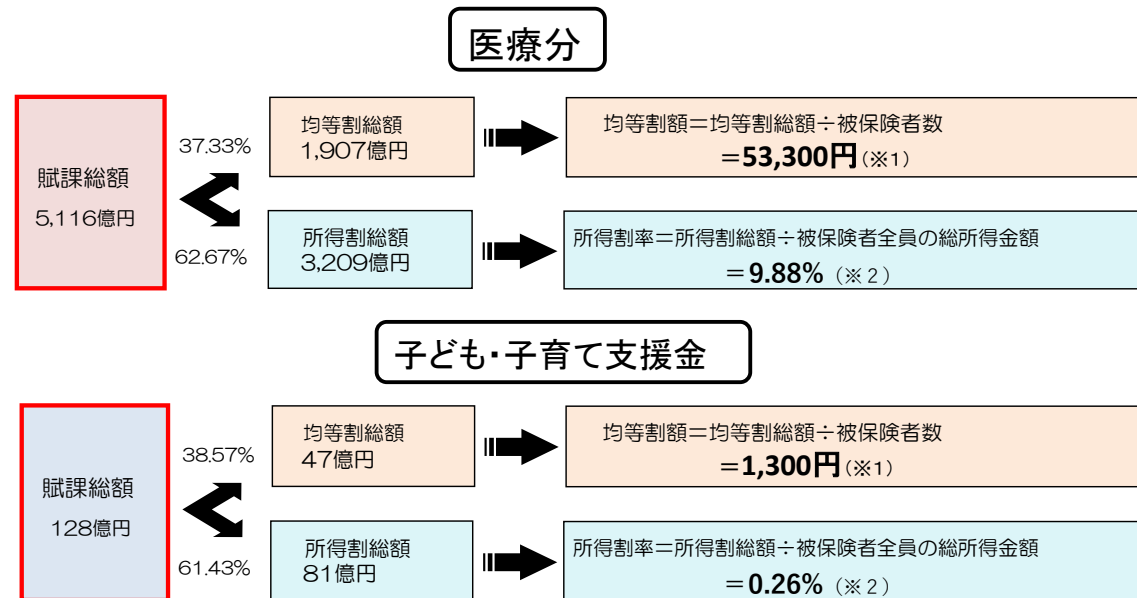 医療分
賦課総額
5,116億円
37.33%
62.67%
均等割総額
1,907億円
均等割額＝均等割総額÷被保険者数
＝53,300円(※1)
所得割総額
3,209億円
所得割率＝所得割総額÷被保険者全員の総所得金額
＝9.88% (※２)
子ども・子育て支援金
賦課総額
128億円
38.57%
61.43%
均等割総額
47億円
均等割額＝均等割総額÷被保険者数
＝1,300円(※1)
所得割総額
81億円
所得割率＝所得割総額÷被保険者全員の総所得金額
＝0.26% (※２)